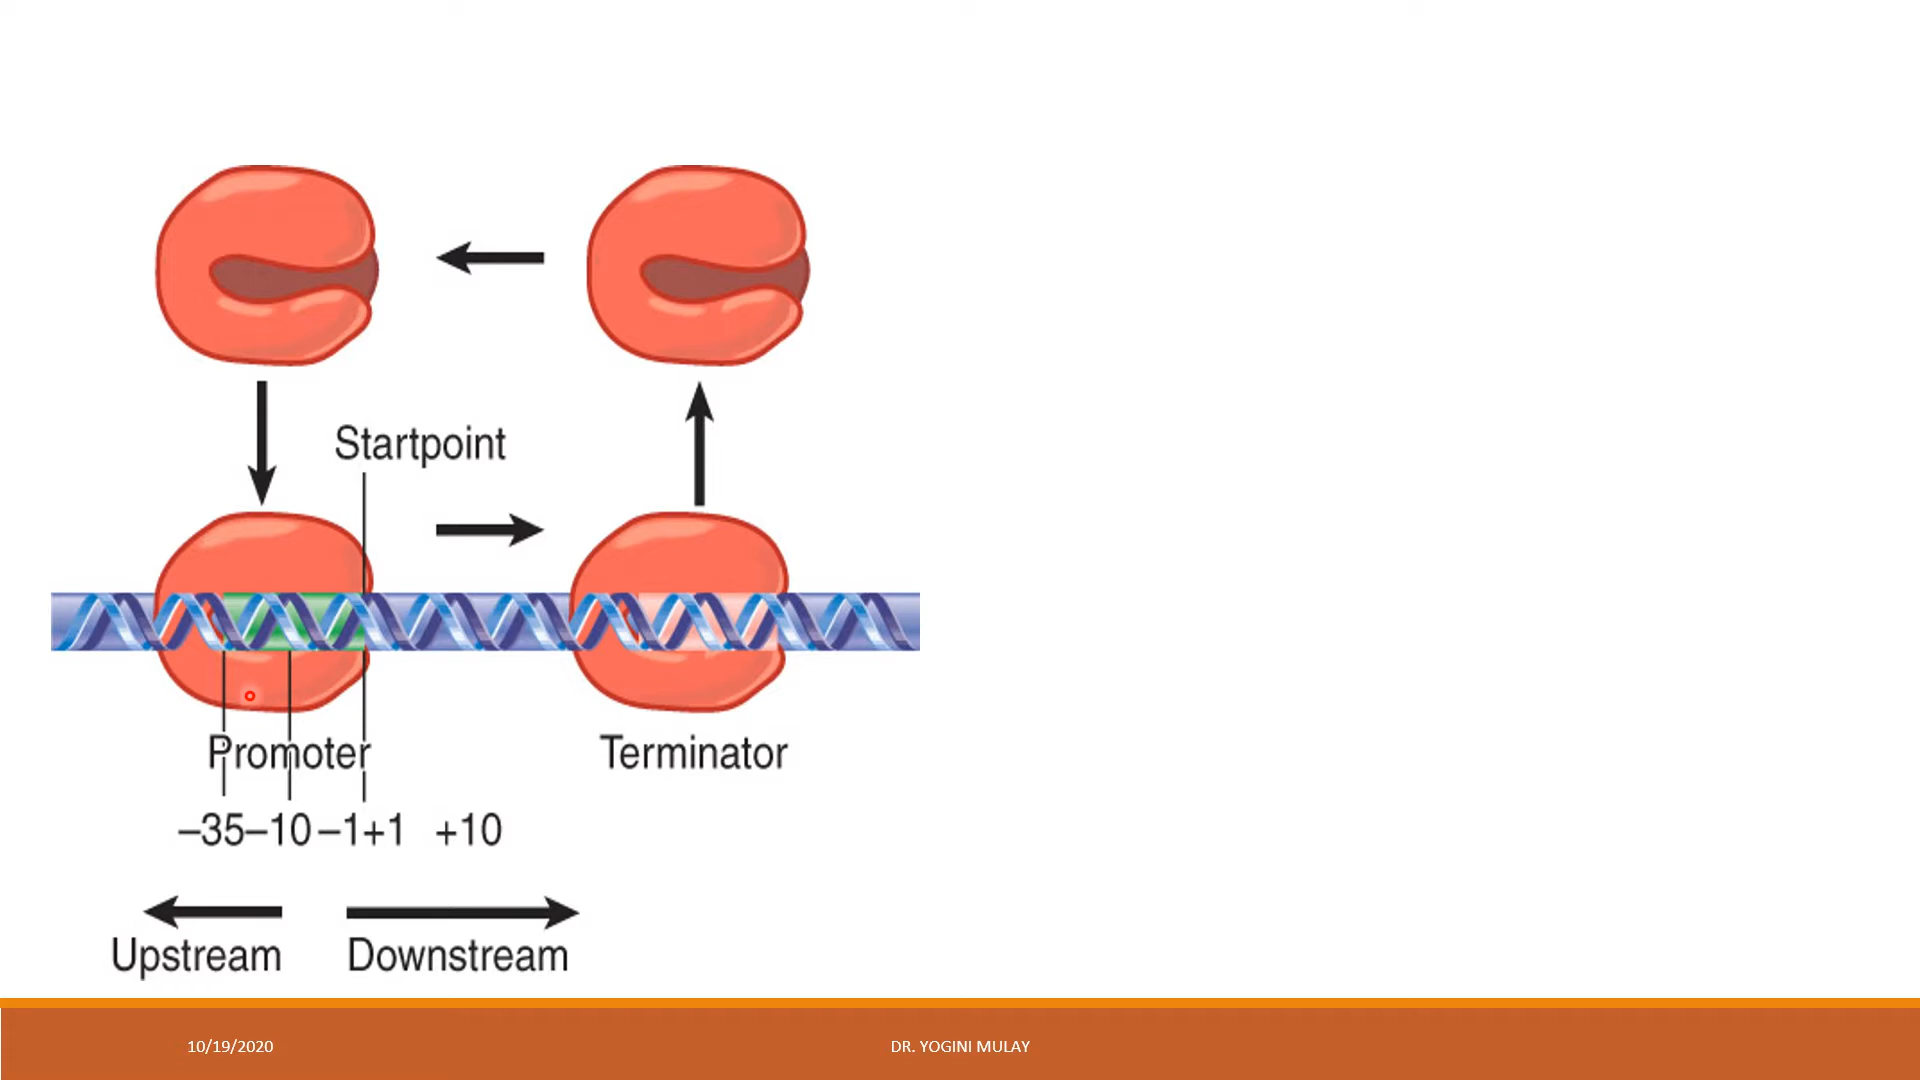 Startpoint
Promoter
Terminator
–35–10–1+1 +10
Upstream Downstream
10/19/2020 DR. YOGINI MULAY